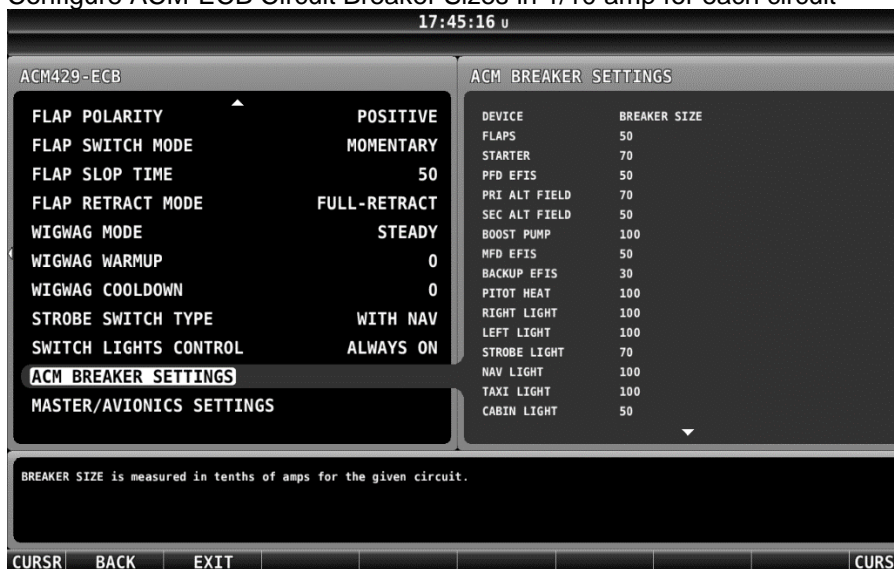 Configure ACM-ECB Circuit Breaker Sizes in 1/10 amp for each circuit
17:45:16 U
ACM429-ECB
FLAP POLARITY POSITIVE
FLAP SWITCH MODE MOMENTARY
FLAP SLOP TIME 50
FLAP RETRACT MODE FULL-RETRACT
WIGWAG MODE STEADY
WIGWAG WARMUP 0
WIGWAG COOLDOWN 0
STROBE SWITCH TYPE WITH NAV
SWITCH LIGHTS CONTROL ALWAYS ON
ACM BREAKER SETTINGS
MASTER/AVIONICS SETTINGS
ACM BREAKER SETTINGS
DEVICE BREAKER SIZE
FLAPS 50
STARTER 70
PFD EFIS 50
PRI ALT FIELD 70
SEC ALT FIELD 50
BOOST PUMP 100
MFD EFIS 50
BACKUP EFIS 30
PITOT HEAT 100
RIGHT LIGHT 100
LEFT LIGHT 100
STROBE LIGHT 70
NAV LIGHT 100
TAXI LIGHT 100
CABIN LIGHT 50
BREAKER SIZE is measured in tenths of amps for the given circuit.
CURSR BACK EXIT CURS